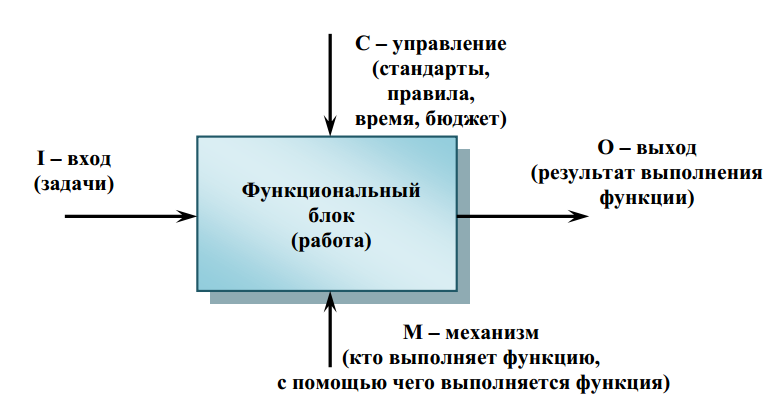 С – управление
(стандарты,
правила,
время, бюджет)
I – вход
(задачи)
О – выход
(результат выполнения
функции)
Функциональный
блок
(работа)
М – механизм
(кто выполняет функцию,
с помощью чего выполняется функция)